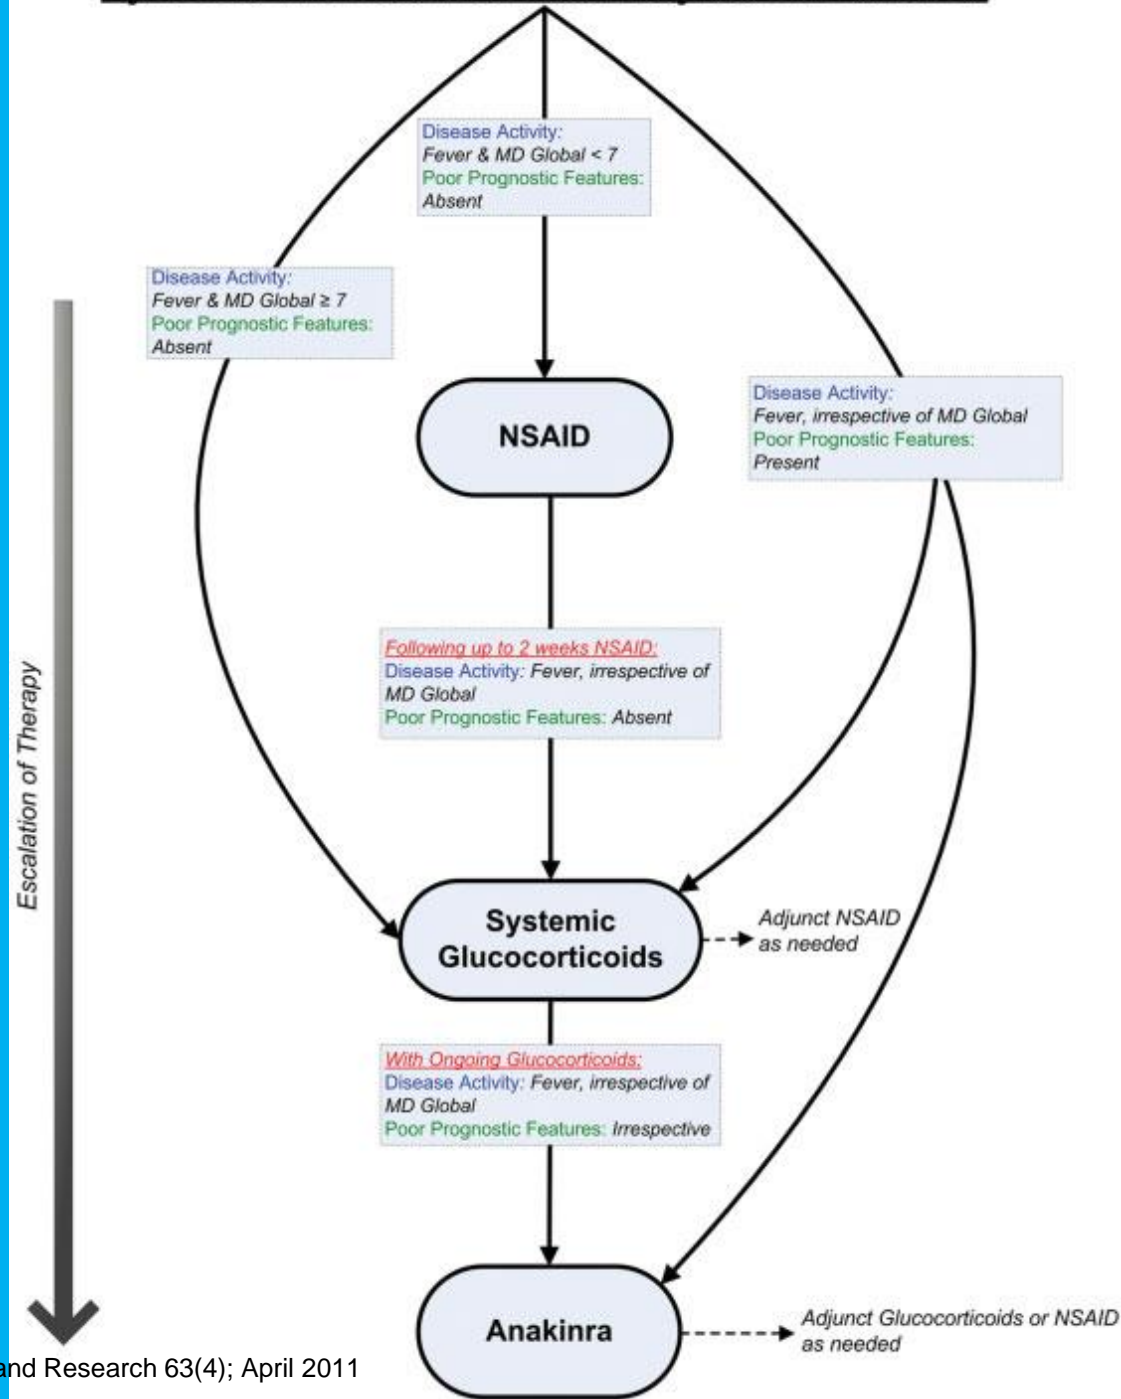 Disease Activity:
Fever & MD Global < 7
Poor Prognostic Features:
Absent
Disease Activity:
Fever & MD Global ≥ 7
Poor Prognostic Features:
Absent
Disease Activity:
Fever, irrespective of MD Global
Poor Prognostic Features:
Present
NSAID
Following up to 2 weeks NSAID:
Disease Activity: Fever, irrespective of
MD Global
Poor Prognostic Features: Absent
Escalation of Therapy
Systemic
Glucocorticoids
Adjunct NSAID
as needed
With Ongoing Glucocorticoids:
Disease Activity: Fever, irrespective of
MD Global
Poor Prognostic Features: Irrespective
Anakinra
Adjunct Glucocorticoids or NSAID
as needed
and Research 63(4); April 2011